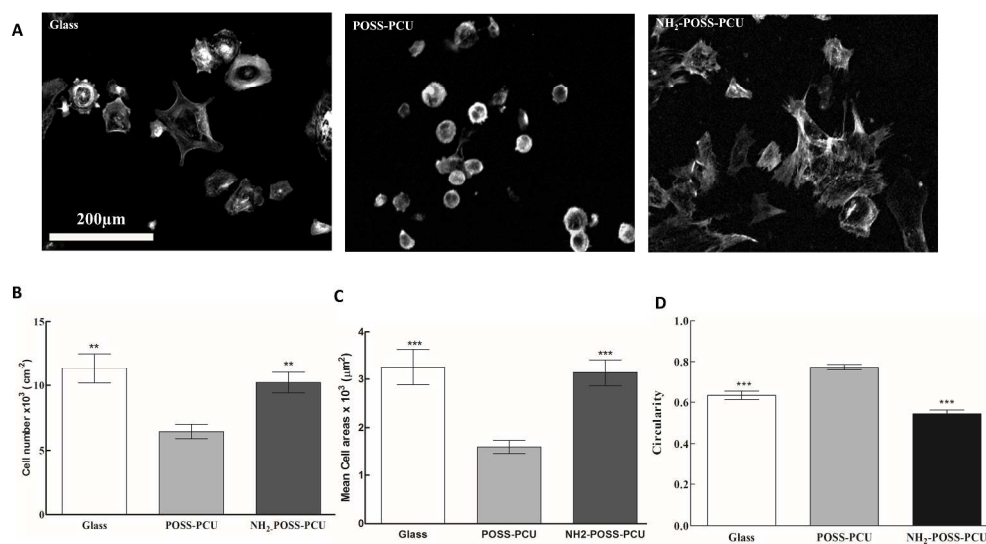 A
Glass
POSS-PCU
NH2-POSS-PCU
200µm
B
15
10
5
0
Cell number x10³ ( cm⁻²)
**
**
Glass
POSS-PCU
NH2-POSS-PCU
C
4
3
2
1
0
Mean Cell areas x 10³ (µm²)
***
***
Glass
POSS-PCU
NH2-POSS-PCU
D
1.0
0.8
0.6
0.4
0.2
0.0
Circularity
***
***
Glass
POSS-PCU
NH2-POSS-PCU